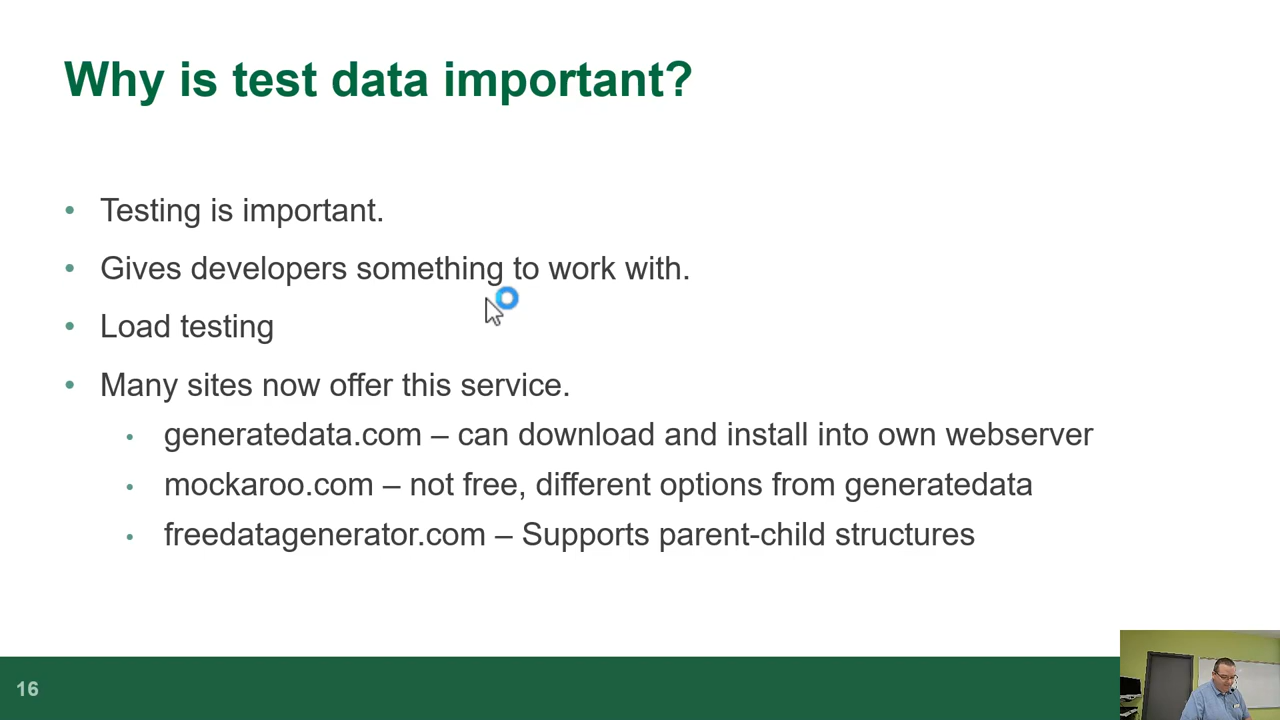 Why is test data important?
• Testing is important.
• Gives developers something to work with.
• Load testing
• Many sites now offer this service.
• generatedata.com – can download and install into own webserver
• mockaroo.com – not free, different options from generatedata
• freedatagenerator.com – Supports parent-child structures
16